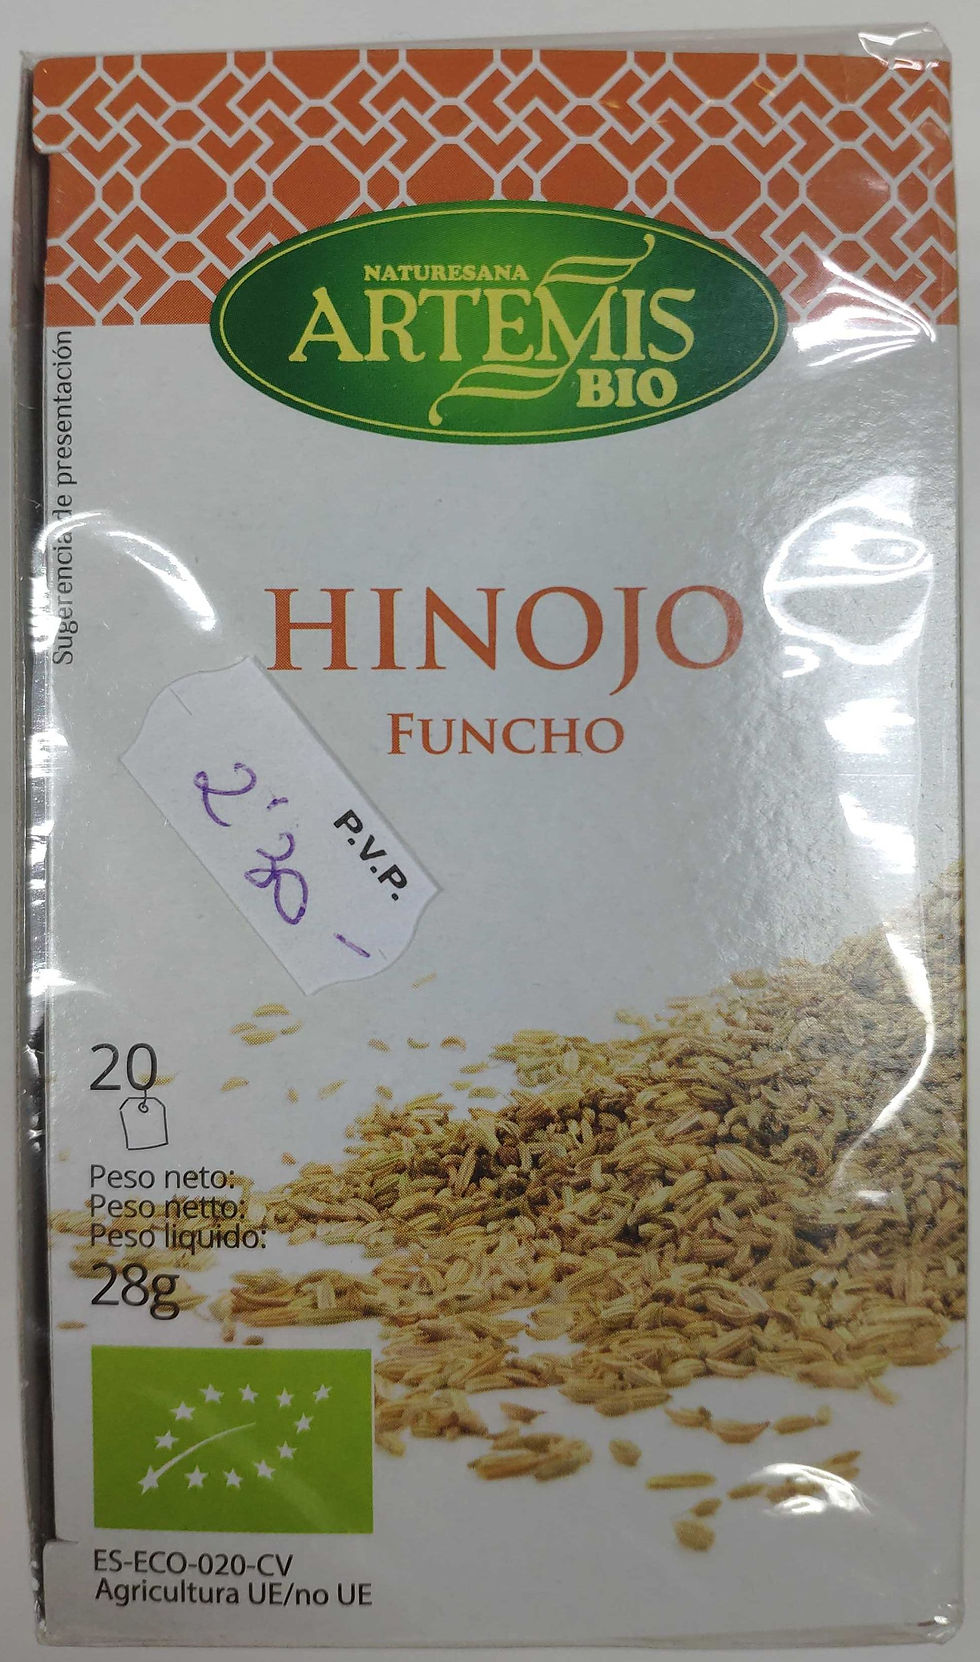 NATURESANA
ARTEMIS
BIO
Sugerencia de presentación
HINOJO
FUNCHO
P.V.P.
2'30
20
Peso neto:
Peso netto:
Peso liquido:
28g
ES-ECO-020-CV
Agricultura UE/no UE